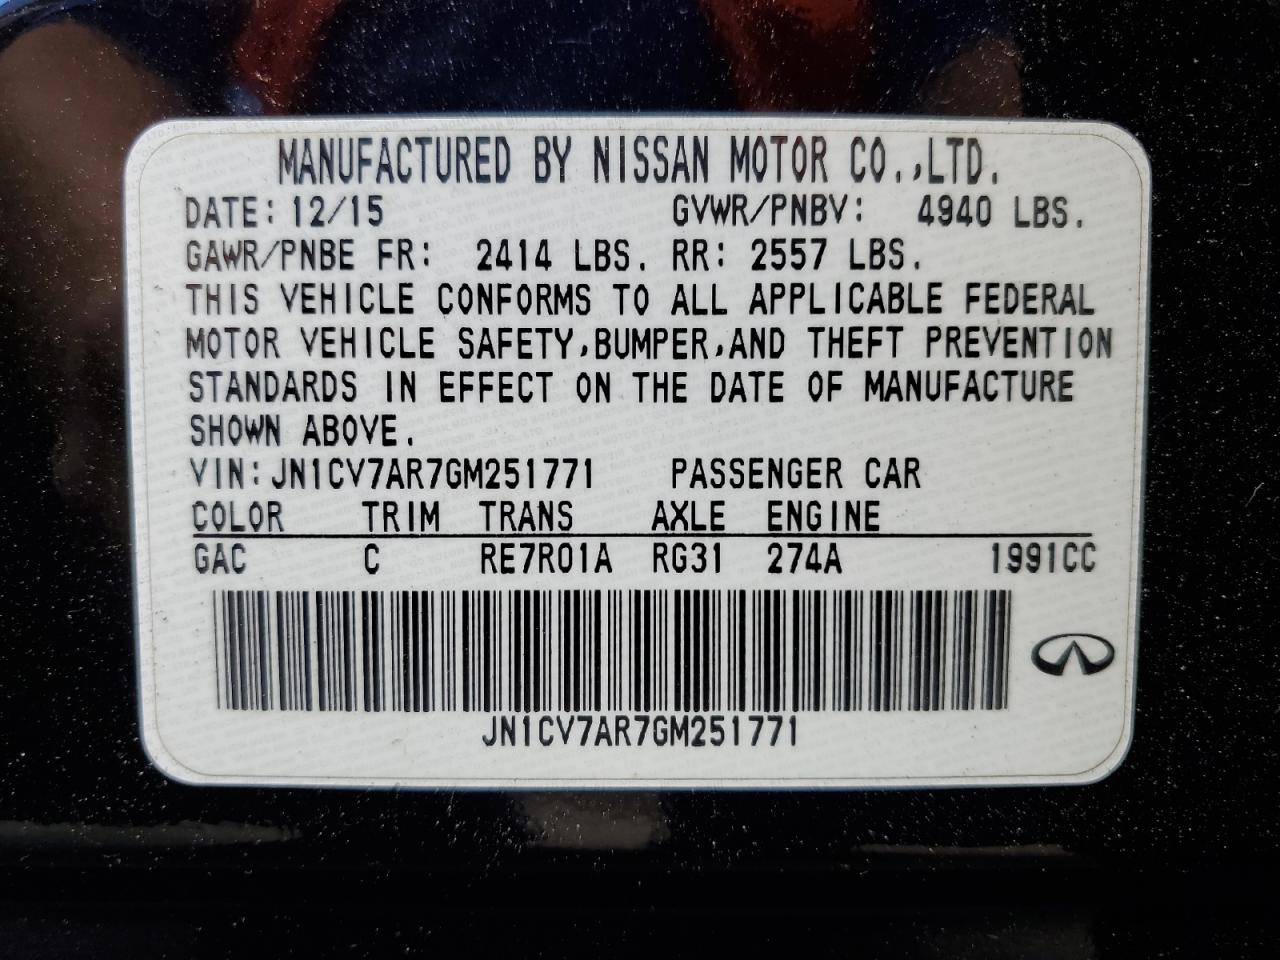 MANUFACTURED BY NISSAN MOTOR CO.,LTD.
DATE: 12/15 GVWR/PNBV: 4940 LBS.
GAWR/PNBE FR: 2414 LBS. RR: 2557 LBS.
THIS VEHICLE CONFORMS TO ALL APPLICABLE FEDERAL
MOTOR VEHICLE SAFETY,BUMPER,AND THEFT PREVENTION
STANDARDS IN EFFECT ON THE DATE OF MANUFACTURE
SHOWN ABOVE.
VIN:JN1CV7AR7GM251771 PASSENGER CAR
COLOR TRIM TRANS AXLE ENGINE
GAC C RE7R01A RG31 274A 1991CC
JN1CV7AR7GM251771